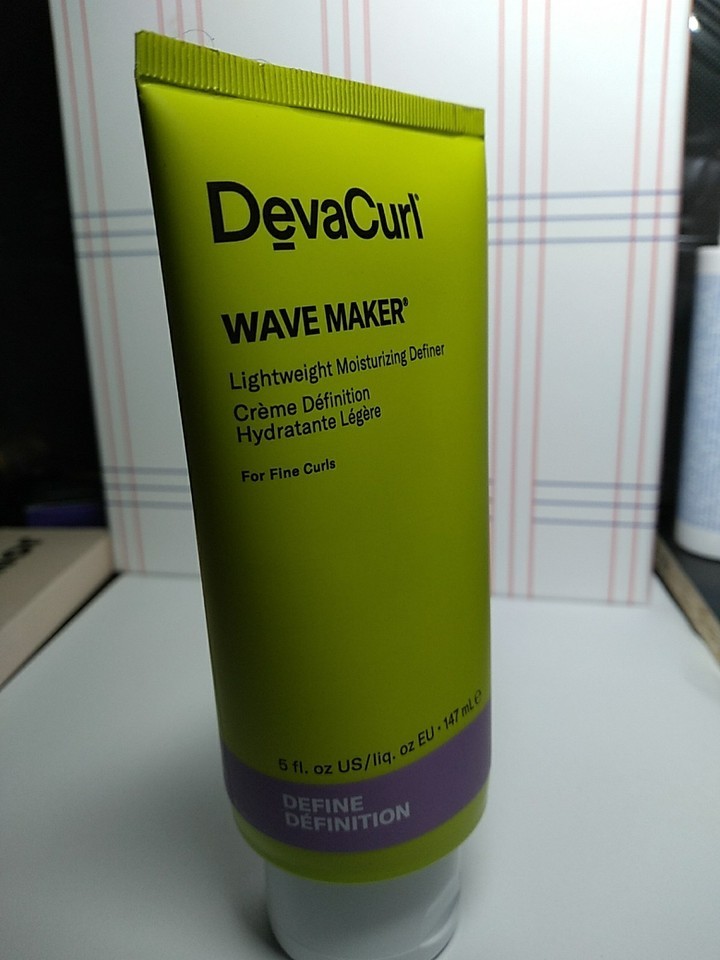 DevaCurl®
WAVE MAKER®
Lightweight Moisturizing Definer
Crème Définition
Hydratante Légère
For Fine Curls
5 fl. oz US/liq. oz EU • 147 mL ℮
DEFINE
DÉFINITION